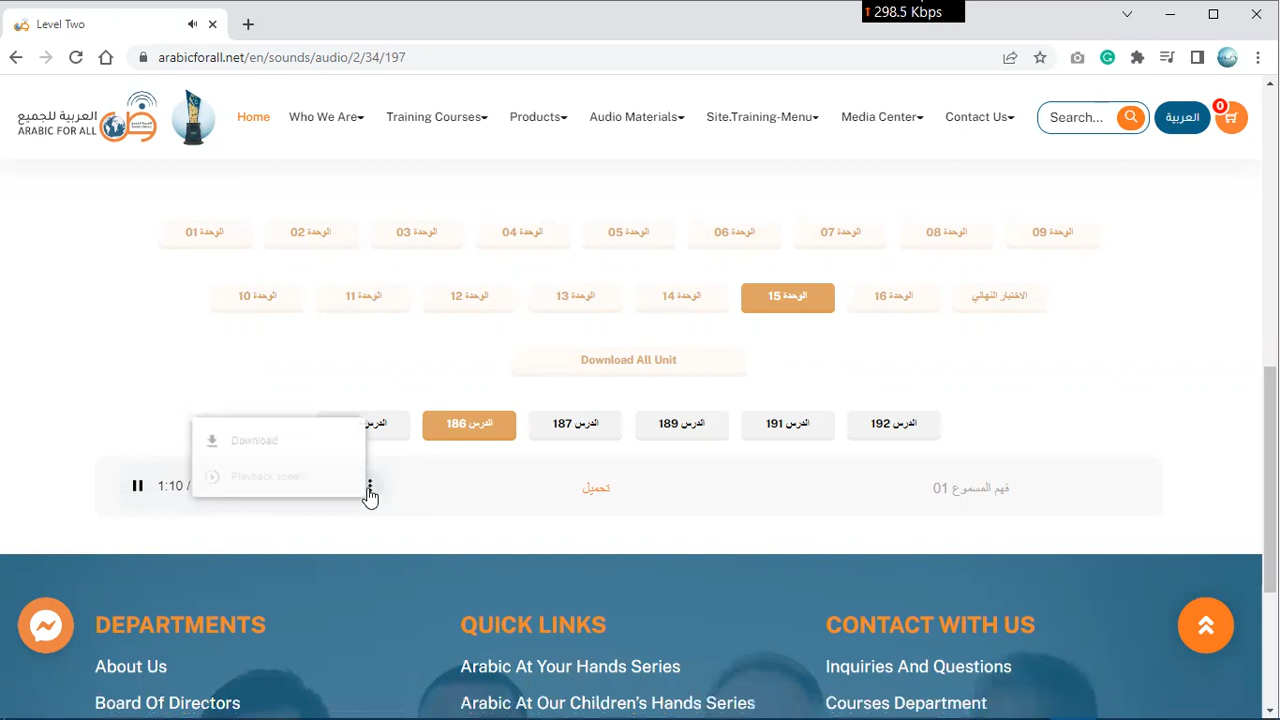 298.5 Kbps
Level Two
arabicforall.net/en/sounds/audio/2/34/197
العربية للجميع
ARABIC FOR ALL
Home Who We Are Training Courses Products Audio Materials Site.Training-Menu Media Center Contact Us Search... العربية 0
الوحدة 01 الوحدة 02 الوحدة 03 الوحدة 04 الوحدة 05 الوحدة 06 الوحدة 07 الوحدة 08 الوحدة 09
الوحدة 10 الوحدة 11 الوحدة 12 الوحدة 13 الوحدة 14 الوحدة 15 الوحدة 16 الاختبار النهائي
Download All Unit
الدرس الدرس 186 الدرس 187 الدرس 189 الدرس 191 الدرس 192
Download
Playback speed
1:10 / تحميل فهم المسموع 01
DEPARTMENTS QUICK LINKS CONTACT WITH US
About Us Arabic At Your Hands Series Inquiries And Questions
Board Of Directors Arabic At Our Children's Hands Series Courses Department